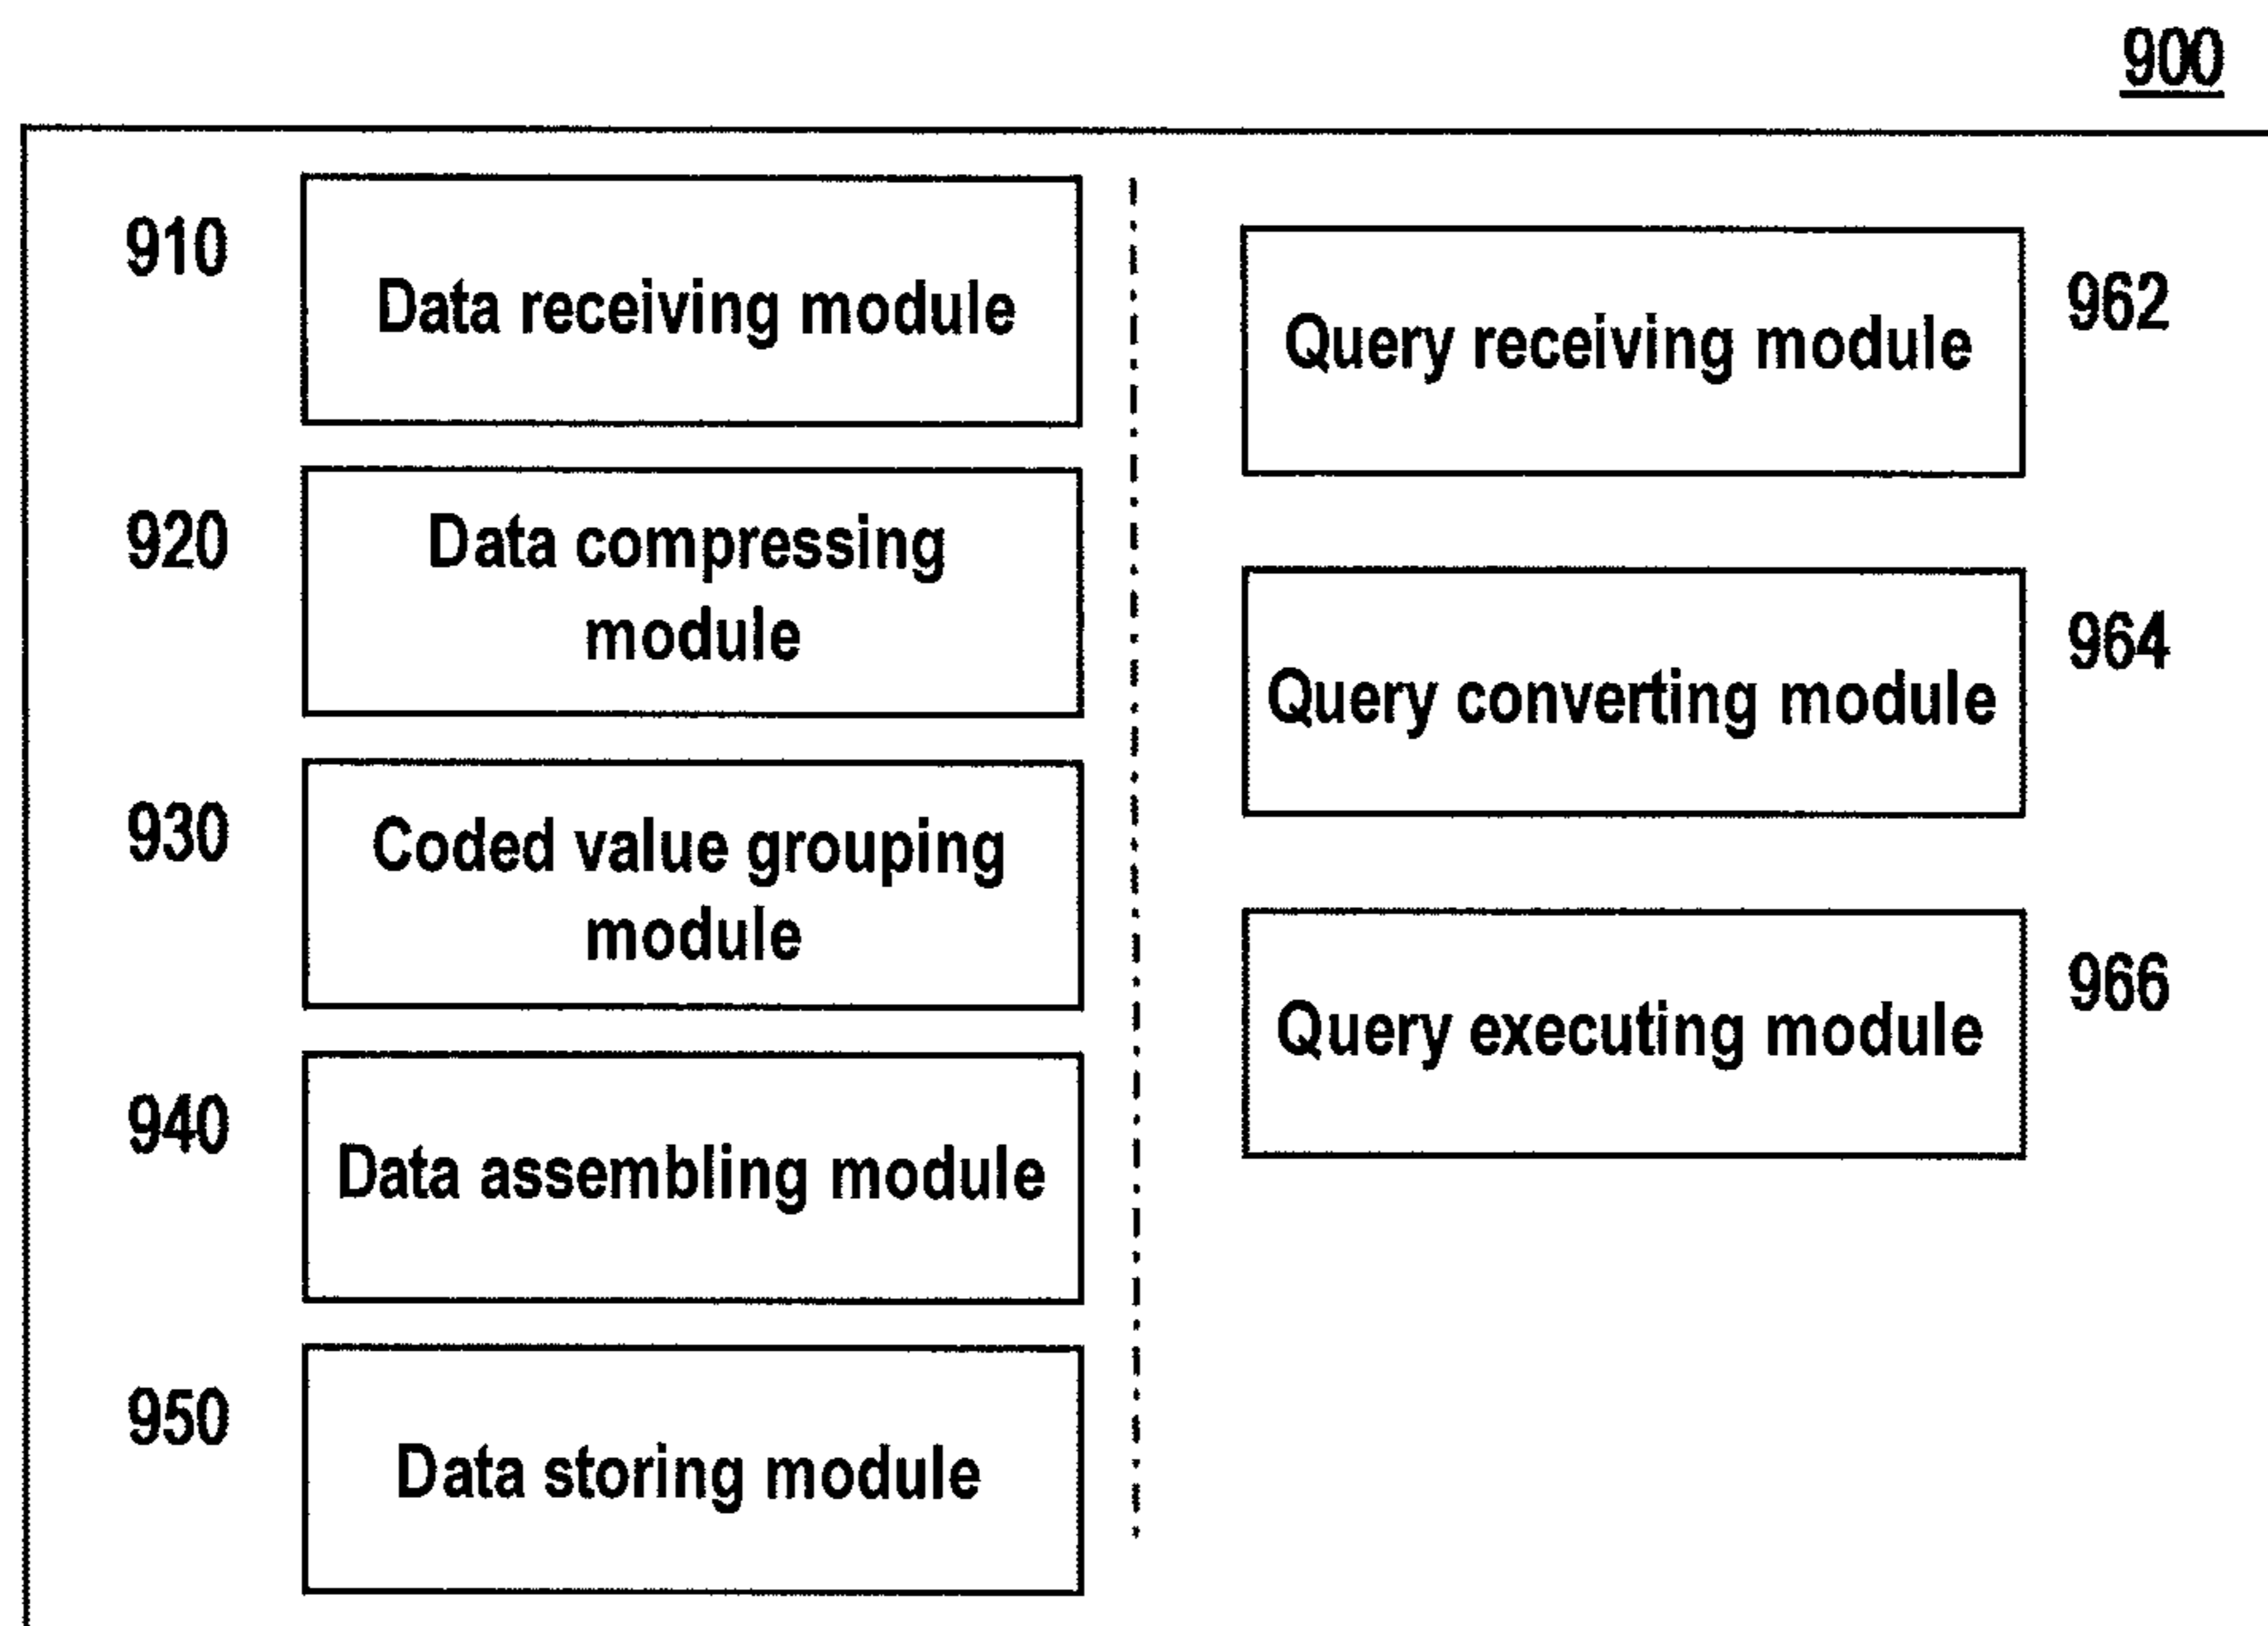 900
910
Data receiving module
920
Data compressing
module
930
Coded value grouping
module
940
Data assembling module
950
Data storing module
Query receiving module
962
Query converting module
964
Query executing module
966